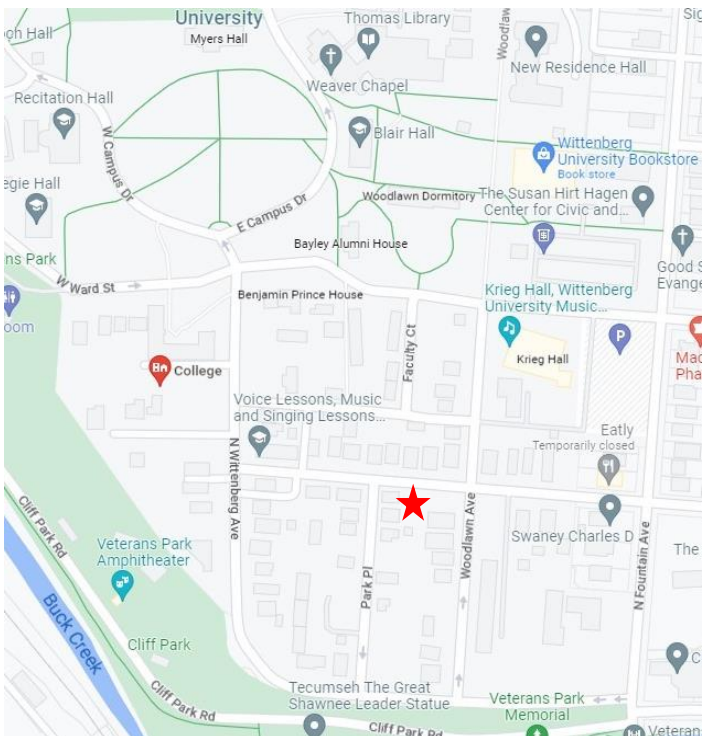 University
Thomas Library
Sig
Myers Hall
Woodlawn
Weaver Chapel
New Residence Hall
Recitation Hall
W Campus Dr
Blair Hall
Wittenberg
University Bookstore
Book store
egie Hall
Woodlawn Dormitory
The Susan Hirt Hagen
Center for Civic and...
E Campus Dr
Bayley Alumni House
ns Park
Good S
Evange
W Ward St
Benjamin Prince House
Krieg Hall, Wittenberg
University Music...
oom
P
Krieg Hall
Mad
Pha
Faculty Ct
College
Voice Lessons, Music
and Singing Lessons...
Eatly
Temporarily closed
N Wittenberg Ave
Cliff Park Rd
Swaney Charles D
Woodlawn Ave
Veterans Park
Amphitheater
The
N Fountain Ave
Park Pl
Buck Creek
Cliff Park
C
Cliff Park Rd
Tecumseh The Great
Shawnee Leader Statue
Veterans Park
Memorial
Cliff Park Rd
Veteran